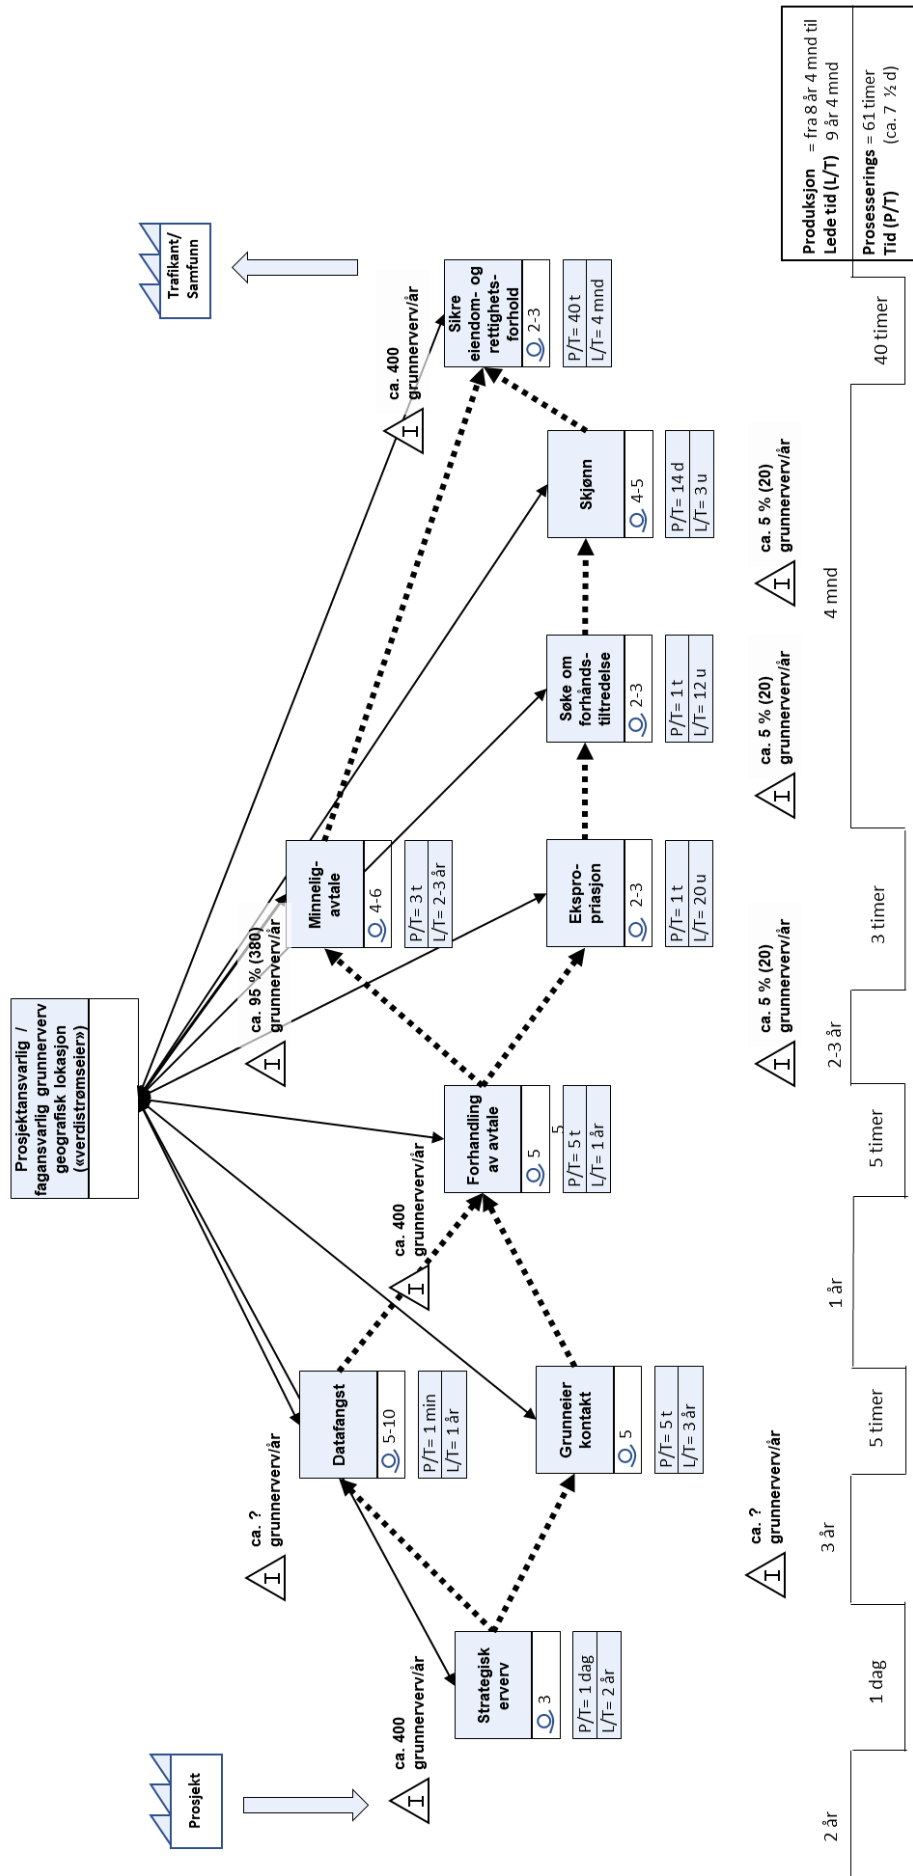 Prosjektansvarlig /
fagansvarlig grunnerverv
geografisk lokasjon
(«verdistrømseier»)
Prosjekt
Trafikant/
Samfunn
ca. 400
grunnerverv/år
I
Strategisk
erverv
3
P/T= 1 dag
L/T= 2 år
ca. ?
grunnerverv/år
I
Datafangst
5-10
P/T= 1 min
L/T= 1 år
ca. ?
grunnerverv/år
I
Grunneier
kontakt
5
P/T= 5 t
L/T= 3 år
ca. 400
grunnerverv/år
I
Forhandling
av avtale
5
5
P/T= 5 t
L/T= 1 år
ca. 95 % (380)
grunnerverv/år
I
Minnelig-
avtale
4-6
P/T= 3 t
L/T= 2-3 år
ca. 5 % (20)
grunnerverv/år
I
Ekspro-
priasjon
2-3
P/T= 1 t
L/T= 20 u
ca. 5 % (20)
grunnerverv/år
I
Søke om
forhånds-
tiltredelse
2-3
P/T= 1 t
L/T= 12 u
ca. 5 % (20)
grunnerverv/år
I
Skjønn
4-5
P/T= 14 d
L/T= 3 u
ca. 400
grunnerverv/år
I
Sikre
eiendom- og
rettighets-
forhold
2-3
P/T= 40 t
L/T= 4 mnd
2 år
1 dag
3 år
5 timer
1 år
5 timer
2-3 år
3 timer
4 mnd
40 timer
Produksjon = fra 8 år 4 mnd til
Lede tid (L/T) 9 år 4 mnd
Prosesserings = 61 timer
Tid (P/T) (ca. 7 ½ d)